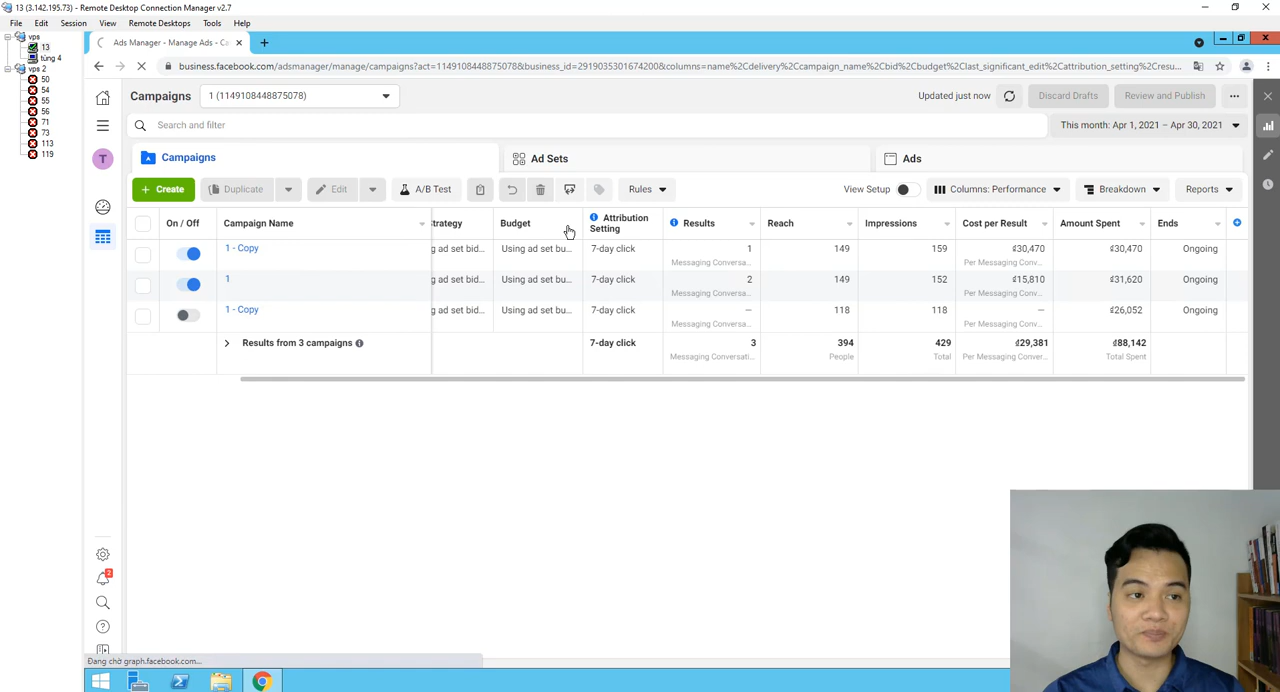 13 (3.142.195.73) - Remote Desktop Connection Manager v2.7
File Edit Session View Remote Desktops Tools Help
vps
13
tùng 4
vps 2
50
54
55
56
71
73
113
119
Ads Manager - Manage Ads - Ca
business.facebook.com/adsmanager/manage/campaigns?act=1149108448875078&business_id=2919035301674200&columns=name%2Cdelivery%2Ccampaign_name%2Cbid%2Cbudget%2Clast_significant_edit%2Cattribution_setting%2Cresu...
Campaigns 1 (1149108448875078) Updated just now Discard Drafts Review and Publish
Search and filter This month: Apr 1, 2021 – Apr 30, 2021
T Campaigns Ad Sets Ads
+ Create Duplicate Edit A/B Test Rules View Setup Columns: Performance Breakdown Reports
On / Off Campaign Name trategy Budget Attribution Setting Results Reach Impressions Cost per Result Amount Spent Ends
1 - Copy g ad set bid... Using ad set bu... 7-day click 1 149 159 ₫30,470 ₫30,470 Ongoing
Messaging Conversa... Per Messaging Conv...
1 g ad set bid... Using ad set bu... 7-day click 2 149 152 ₫15,810 ₫31,620 Ongoing
Messaging Conversa... Per Messaging Conv...
1 - Copy g ad set bid... Using ad set bu... 7-day click — 118 118 — ₫26,052 Ongoing
Messaging Conversa... Per Messaging Conv...
Results from 3 campaigns 7-day click 3 394 429 ₫29,381 ₫88,142
Messaging Conversati... People Total Per Messaging Conver... Total Spent
2
Đang chờ graph.facebook.com...